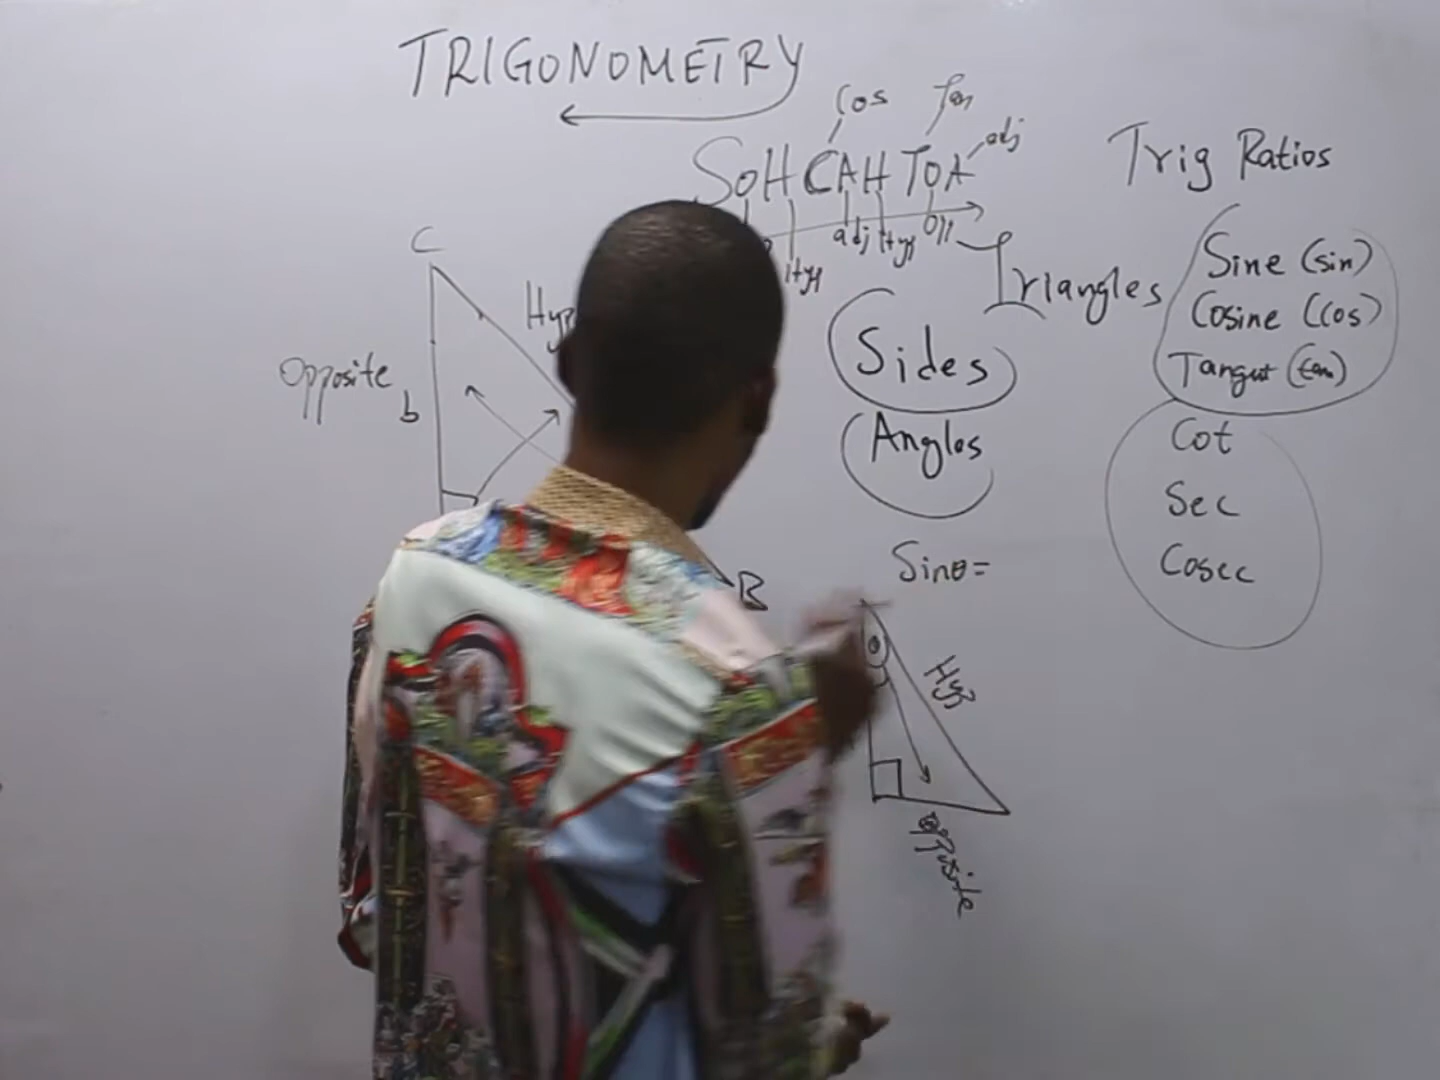 TRIGONOMETRY
Cos Tan
adj
SOH CAH TOA
Hyp adj Hyp Opp
Trig Ratios
Triangles
Sine (sin)
Cosine (Cos)
Tangent (tan)
Cot
Sec
Cosec
Sides
Angles
C
Hyp
Opposite
b
B
Sinθ=
θ
Hyp
Opposite